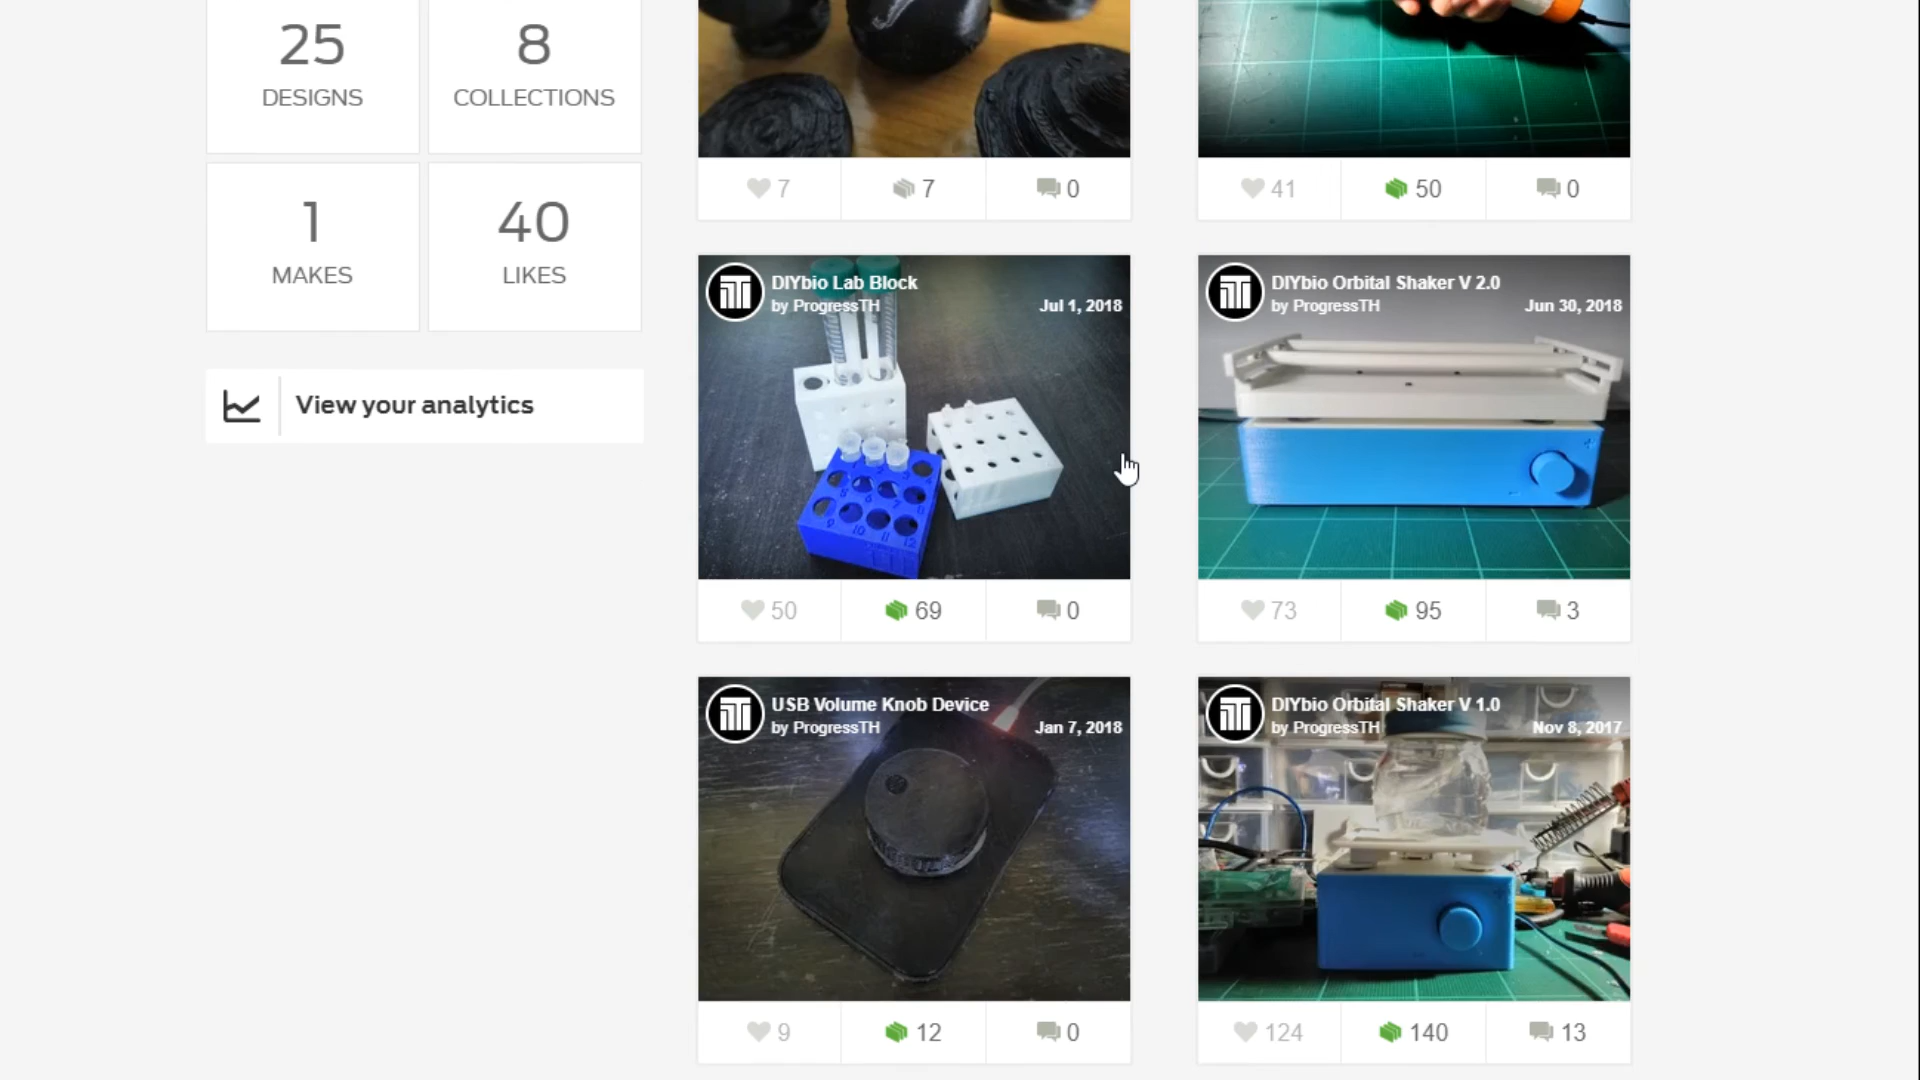 25
DESIGNS
8
COLLECTIONS
1
MAKES
40
LIKES
View your analytics
7
7
0
41
50
0
DIYbio Lab Block
by ProgressTH
Jul 1, 2018
50
69
0
DIYbio Orbital Shaker V 2.0
by ProgressTH
Jun 30, 2018
73
95
3
USB Volume Knob Device
by ProgressTH
Jan 7, 2018
9
12
0
DIYbio Orbital Shaker V 1.0
by ProgressTH
Nov 8, 2017
124
140
13